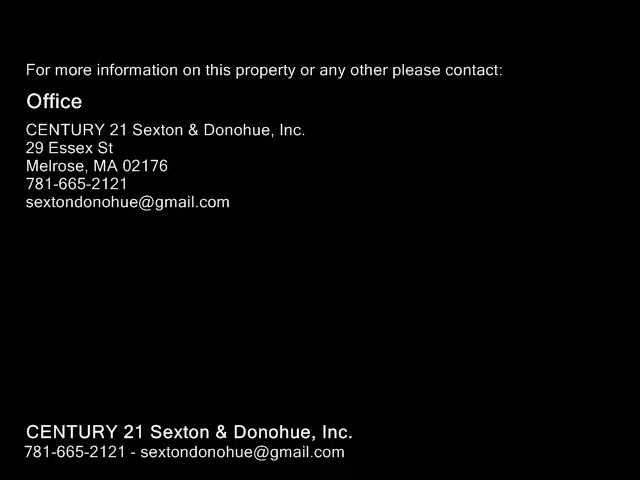 For more information on this property or any other please contact:
Office
CENTURY 21 Sexton & Donohue, Inc.
29 Essex St
Melrose, MA 02176
781-665-2121
sextondonohue@gmail.com
CENTURY 21 Sexton & Donohue, Inc.
781-665-2121 - sextondonohue@gmail.com